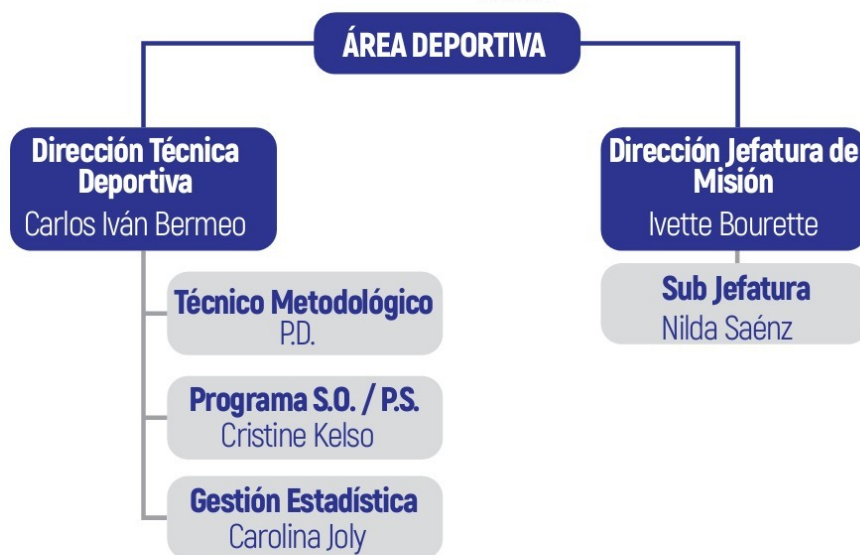 ÁREA DEPORTIVA
Dirección Técnica
Deportiva
Carlos Iván Bermeo
Técnico Metodológico
P.D.
Programa S.O. / P.S.
Cristine Kelso
Gestión Estadística
Carolina Joly
Dirección Jefatura de
Misión
Ivette Bourette
Sub Jefatura
Nilda Saénz